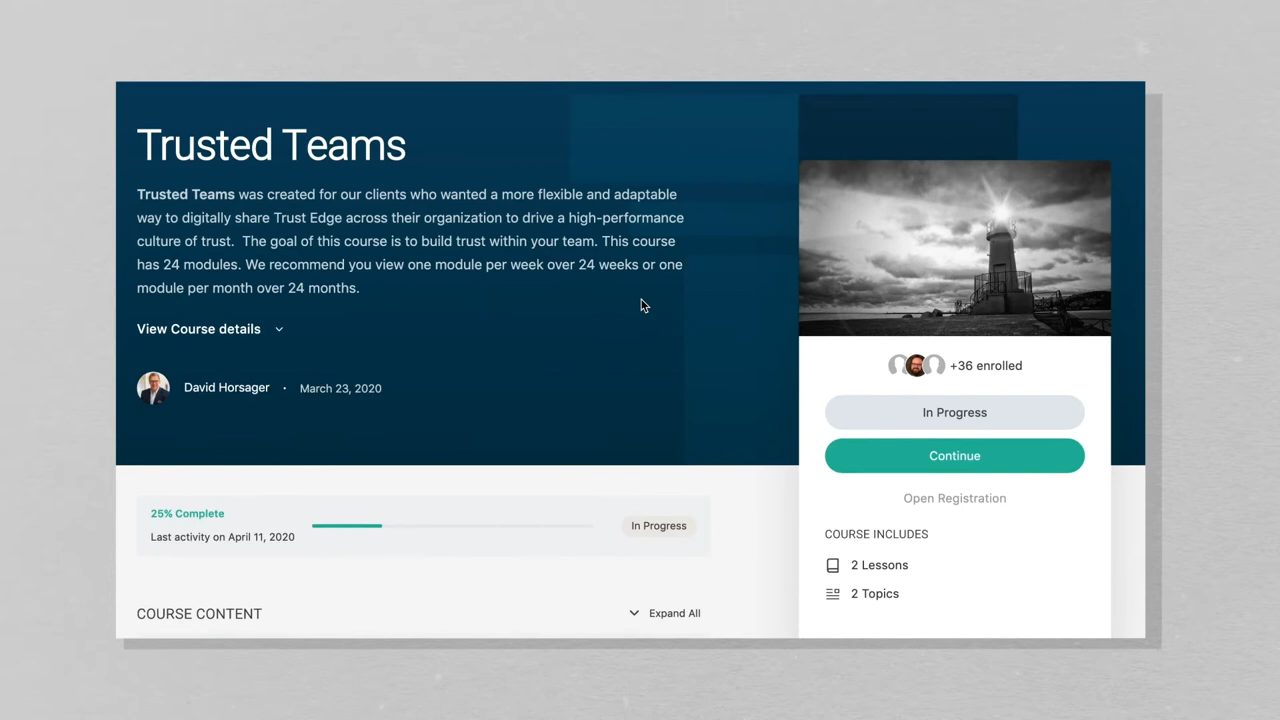 Trusted Teams
Trusted Teams was created for our clients who wanted a more flexible and adaptable
way to digitally share Trust Edge across their organization to drive a high-performance
culture of trust.  The goal of this course is to build trust within your team. This course
has 24 modules. We recommend you view one module per week over 24 weeks or one
module per month over 24 months.
View Course details
David Horsager · March 23, 2020
+36 enrolled
In Progress
Continue
Open Registration
COURSE INCLUDES
2 Lessons
2 Topics
25% Complete
Last activity on April 11, 2020
In Progress
COURSE CONTENT
Expand All